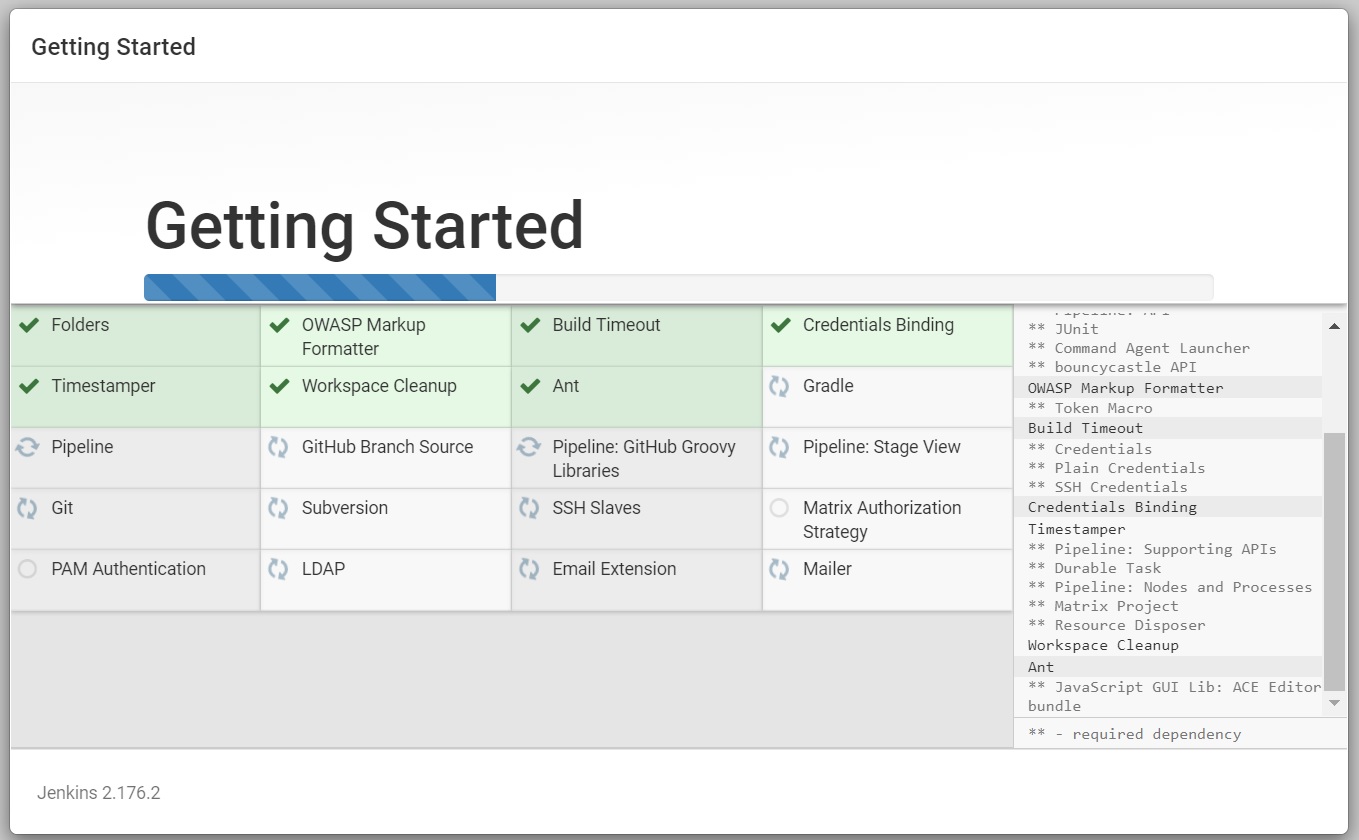 Getting Started
Getting Started
Folders
OWASP Markup
Formatter
Build Timeout
Credentials Binding
Timestamper
Workspace Cleanup
Ant
Gradle
Pipeline
GitHub Branch Source
Pipeline: GitHub Groovy
Libraries
Pipeline: Stage View
Git
Subversion
SSH Slaves
Matrix Authorization
Strategy
PAM Authentication
LDAP
Email Extension
Mailer
** Pipeline: API
** JUnit
** Command Agent Launcher
** bouncycastle API
OWASP Markup Formatter
** Token Macro
Build Timeout
** Credentials
** Plain Credentials
** SSH Credentials
Credentials Binding
Timestamper
** Pipeline: Supporting APIs
** Durable Task
** Pipeline: Nodes and Processes
** Matrix Project
** Resource Disposer
Workspace Cleanup
Ant
** JavaScript GUI Lib: ACE Editor
bundle
** - required dependency
Jenkins 2.176.2